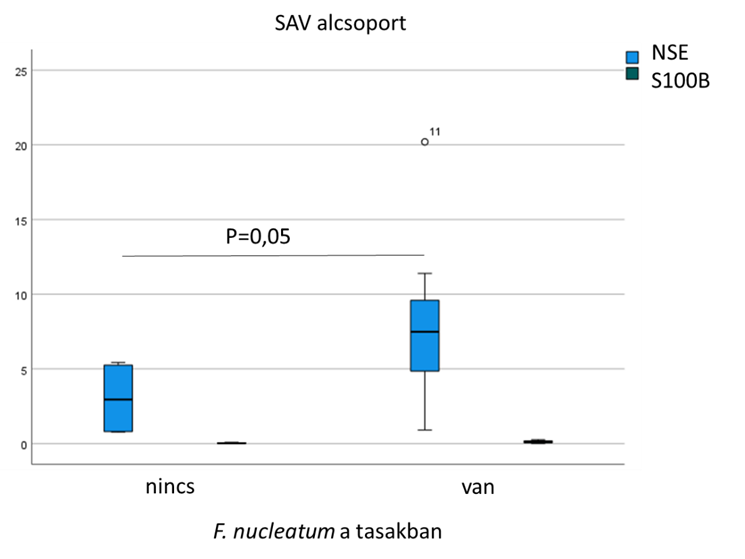 SAV alcsoport
NSE
S100B
25
20
15
10
5
0
11
P=0,05
nincs
van
F. nucleatum a tasakban